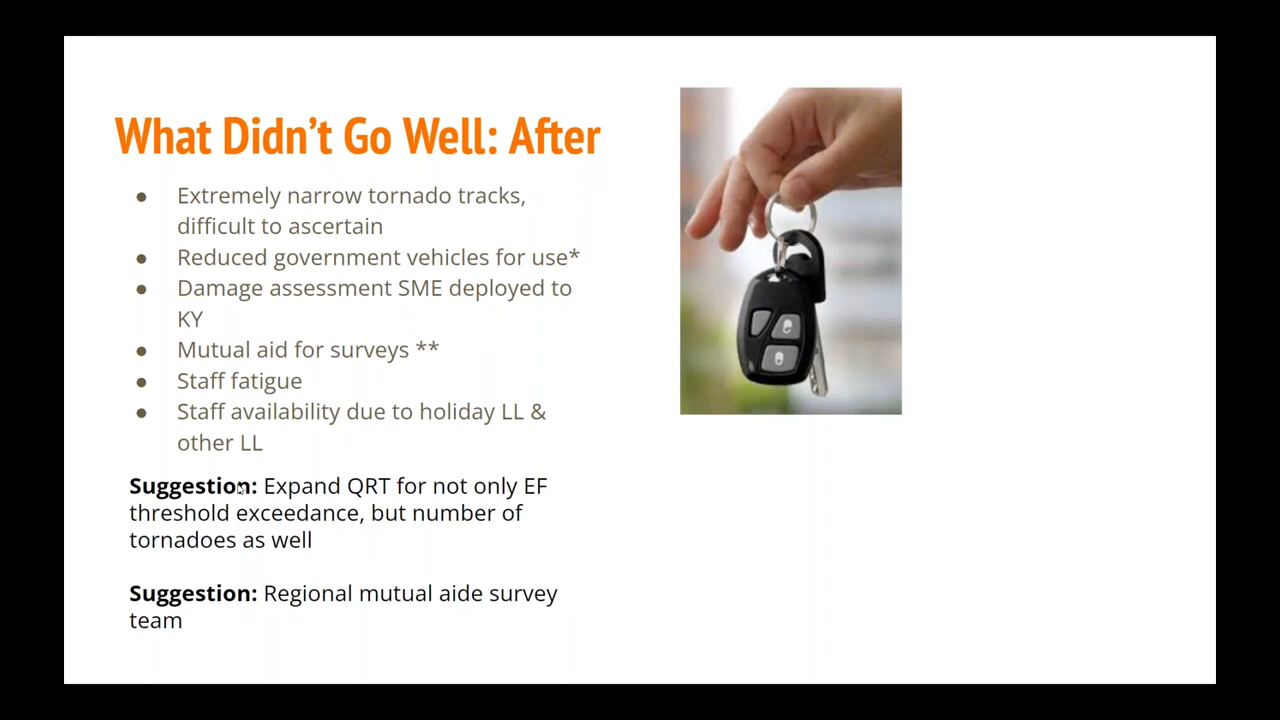 What Didn’t Go Well: After
● Extremely narrow tornado tracks,
difficult to ascertain
● Reduced government vehicles for use*
● Damage assessment SME deployed to
KY
● Mutual aid for surveys **
● Staff fatigue
● Staff availability due to holiday LL &
other LL
Suggestion: Expand QRT for not only EF
threshold exceedance, but number of
tornadoes as well
Suggestion: Regional mutual aide survey
team